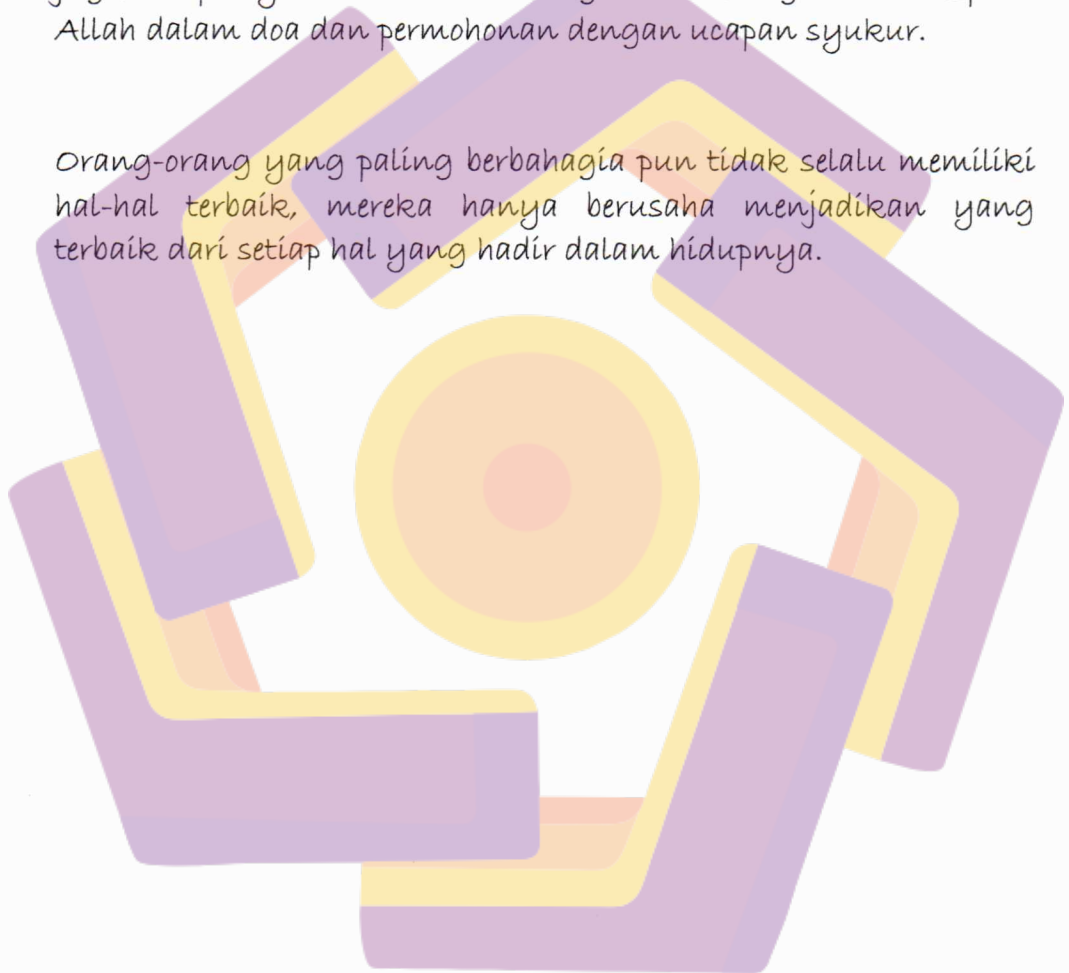 Allah dalam doa dan permohonan dengan ucapan syukur.
Orang-orang yang paling berbahagia pun tidak selalu memiliki
hal-hal terbaik, mereka hanya berusaha menjadikan yang
terbaik dari setiap hal yang hadir dalam hidupnya.